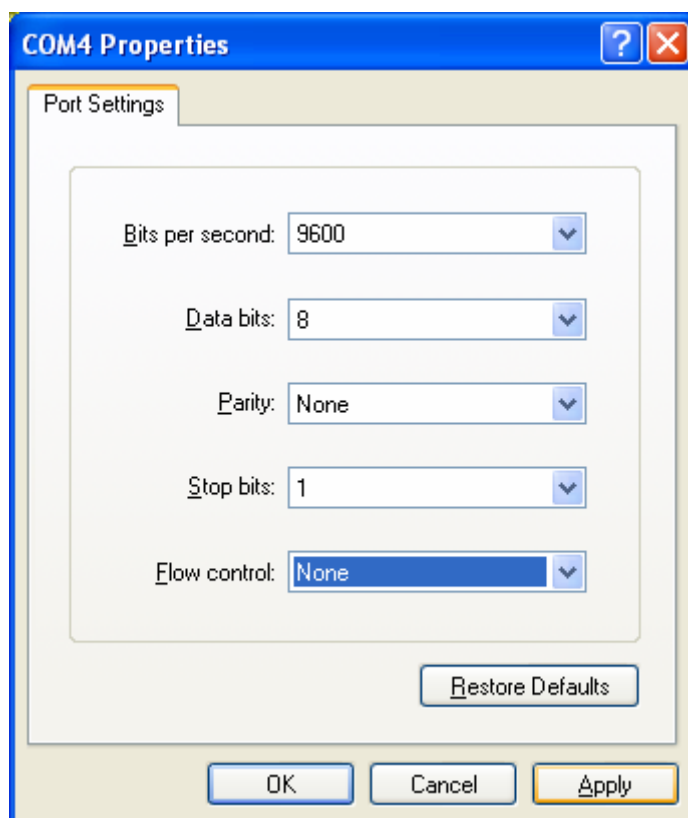 COM4 Properties
Port Settings
Bits per second: 9600
Data bits: 8
Parity: None
Stop bits: 1
Flow control: None
Restore Defaults
OK Cancel Apply